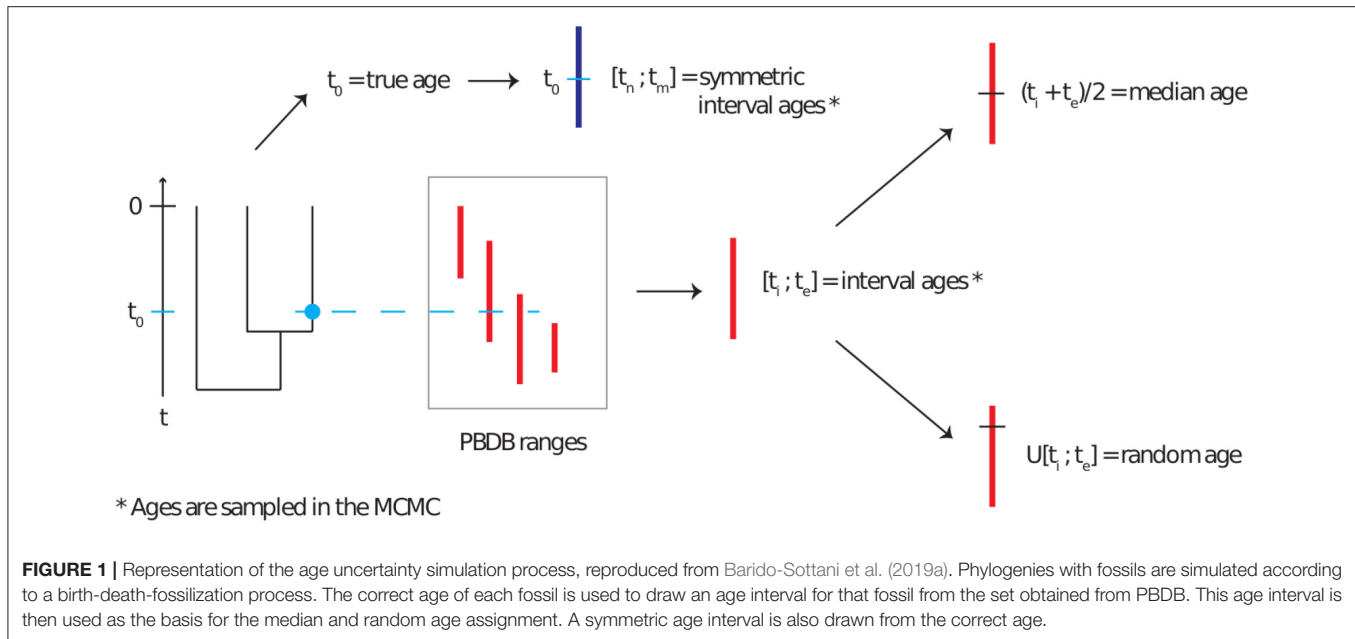 t₀ = true age
t₀
[tₙ ; tₘ] = symmetric
interval ages *
(tᵢ + tₑ)/2 = median age
0
t₀
t
PBDB ranges
[tᵢ ; tₑ] = interval ages *
U[tᵢ ; tₑ] = random age
* Ages are sampled in the MCMC
FIGURE 1 | Representation of the age uncertainty simulation process, reproduced from Barido-Sottani et al. (2019a). Phylogenies with fossils are simulated according
to a birth-death-fossilization process. The correct age of each fossil is used to draw an age interval for that fossil from the set obtained from PBDB. This age interval is
then used as the basis for the median and random age assignment. A symmetric age interval is also drawn from the correct age.